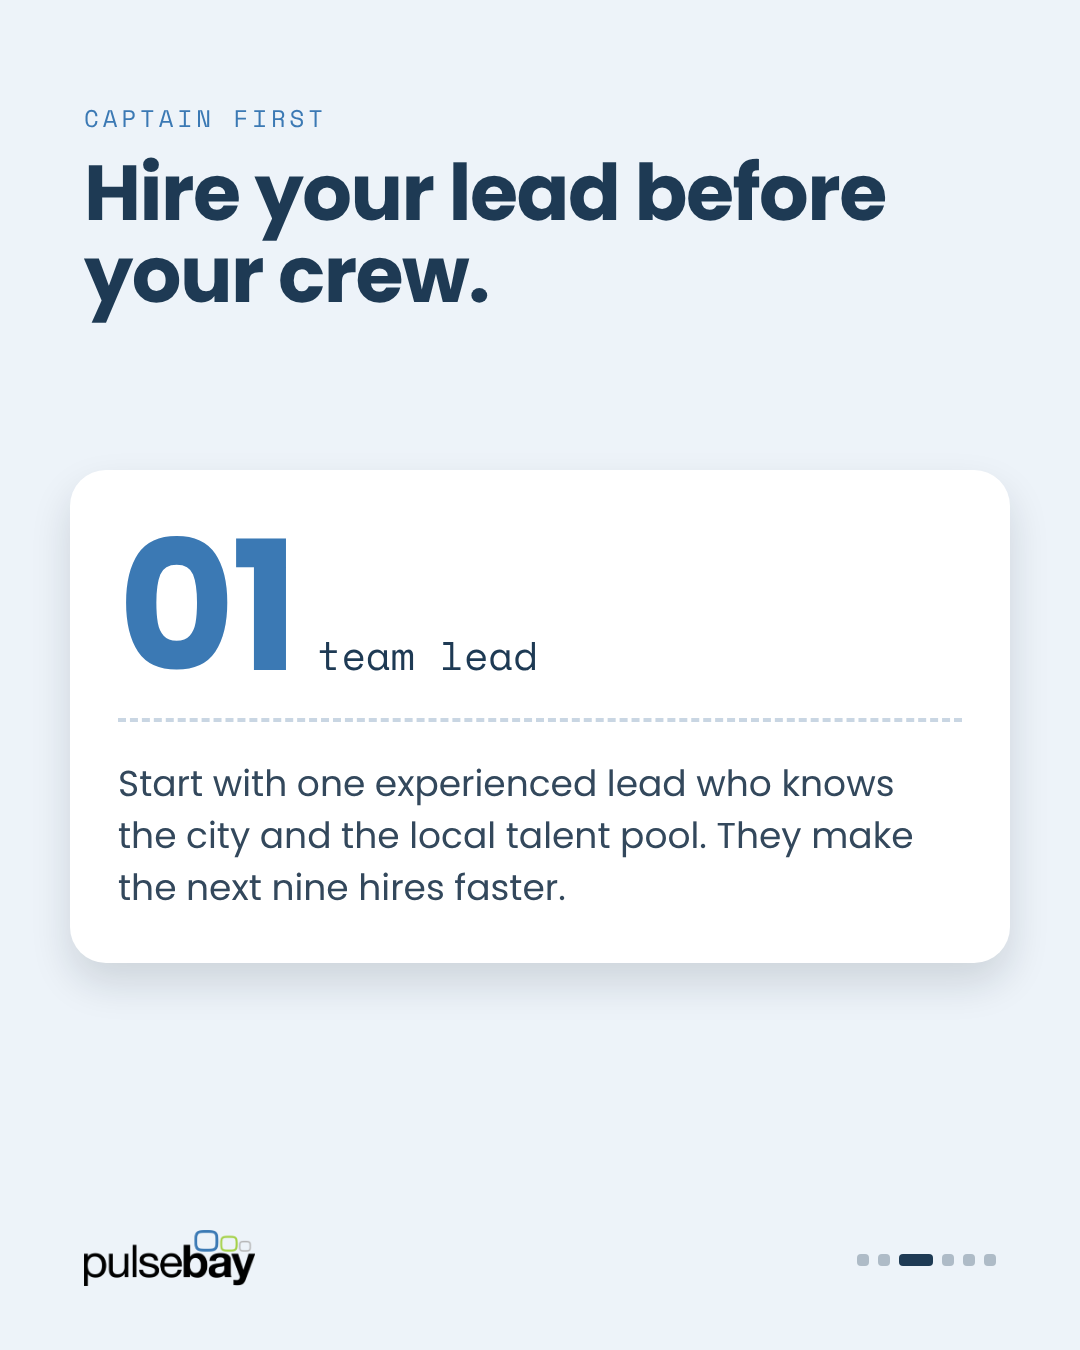 CAPTAIN FIRST
Hire your lead before
your crew.
01 team lead
Start with one experienced lead who knows
the city and the local talent pool. They make
the next nine hires faster.
pulsebay